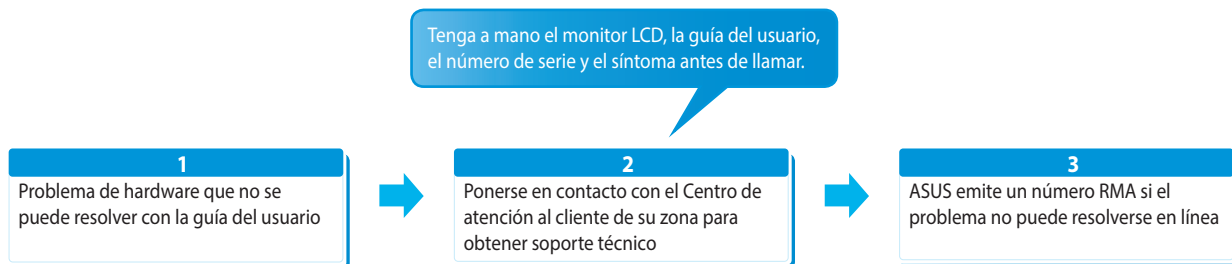 Tenga a mano el monitor LCD, la guía del usuario,
el número de serie y el síntoma antes de llamar.
1
Problema de hardware que no se
puede resolver con la guía del usuario
2
Ponerse en contacto con el Centro de
atención al cliente de su zona para
obtener soporte técnico
3
ASUS emite un número RMA si el
problema no puede resolverse en línea